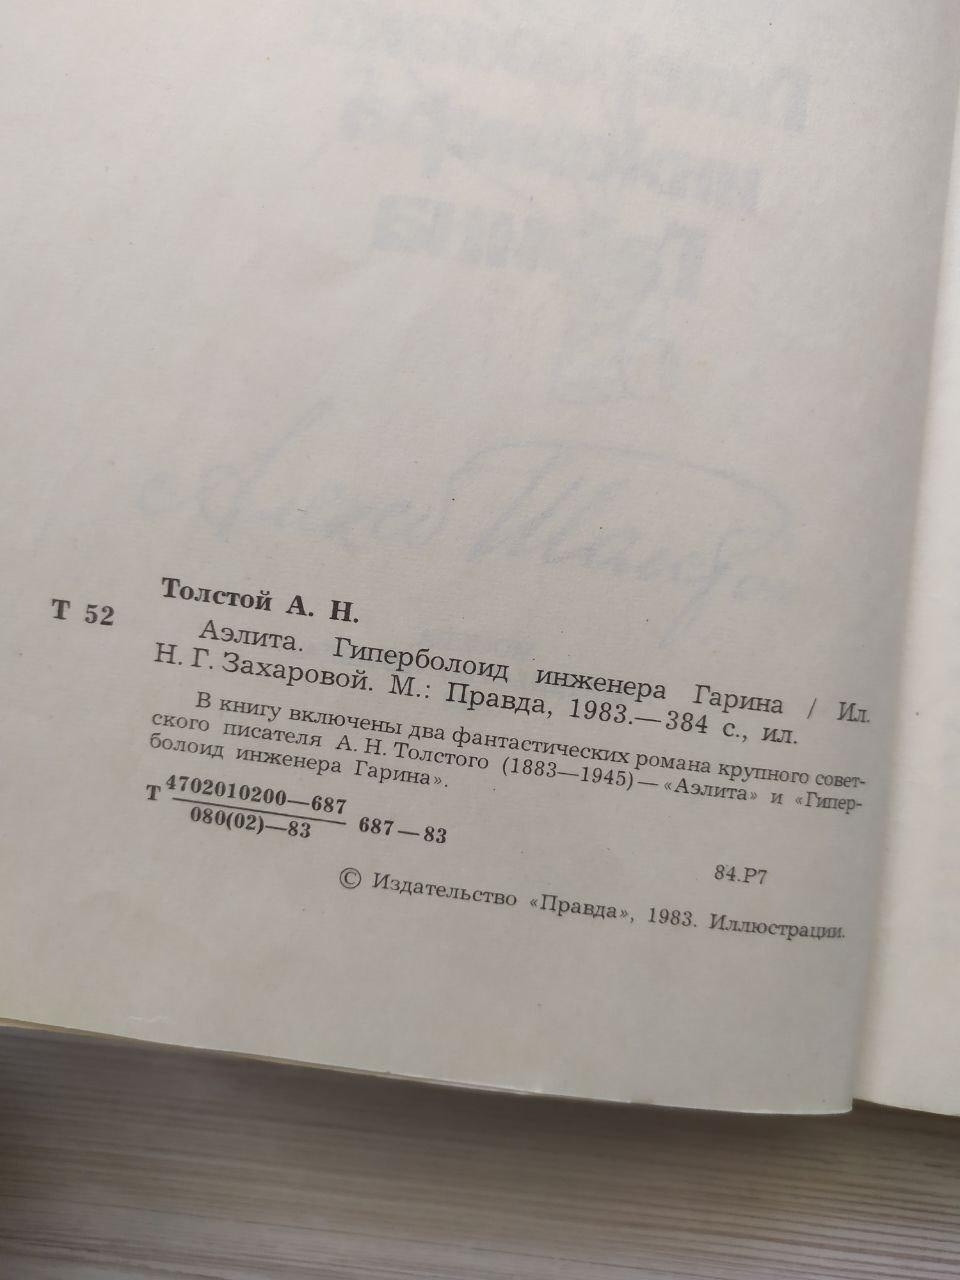 Толстой А. Н.
Т 52
Аэлита. Гиперболоид инженера Гарина / Ил.
Н. Г. Захаровой. М.: Правда, 1983.—384 с., ил.
В книгу включены два фантастических романа крупного совет-
ского писателя А. Н. Толстого (1883—1945) — «Аэлита» и «Гипер-
болоид инженера Гарина».
Т 4702010200—687
080(02)—83
687—83
84.Р7
© Издательство «Правда», 1983. Иллюстрации.